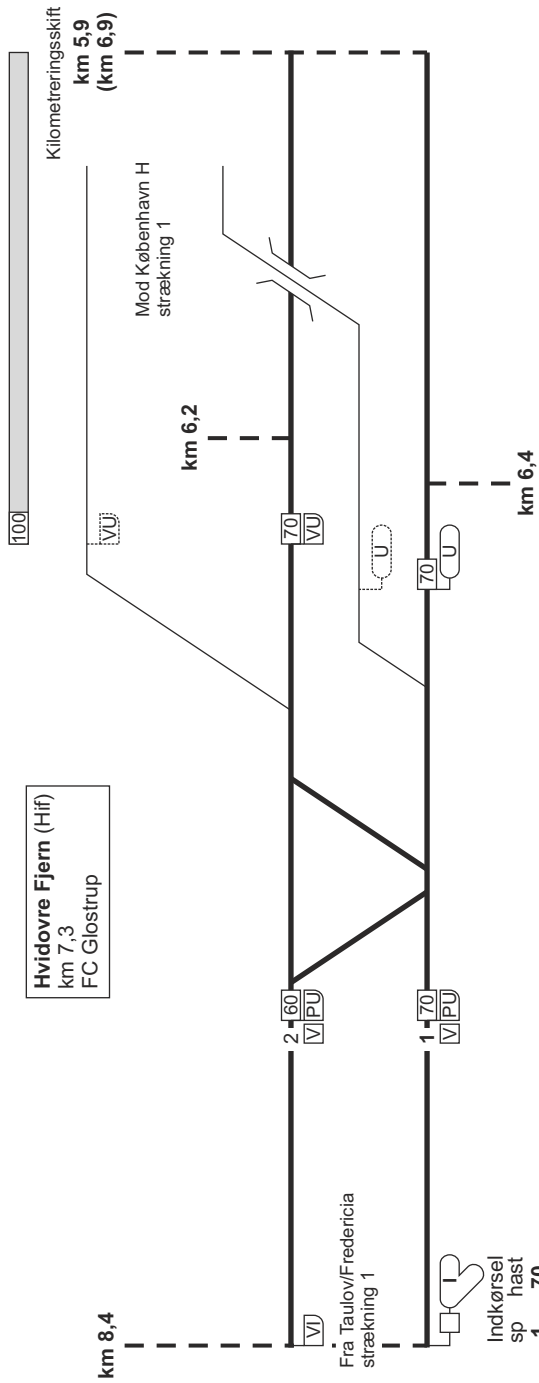 100
Kilometreringsskift
km 5,9
(km 6,9)
Mod København H
strækning 1
VU
km 6,2
70
VU
U
70
U
km 6,4
Hvidovre Fjern (Hif)
km 7,3
FC Glostrup
2
60
V
PU
1
70
V
PU
km 8,4
VI
Fra Taulov/Fredericia
strækning 1
I
Indkørsel
sp hast
1 70